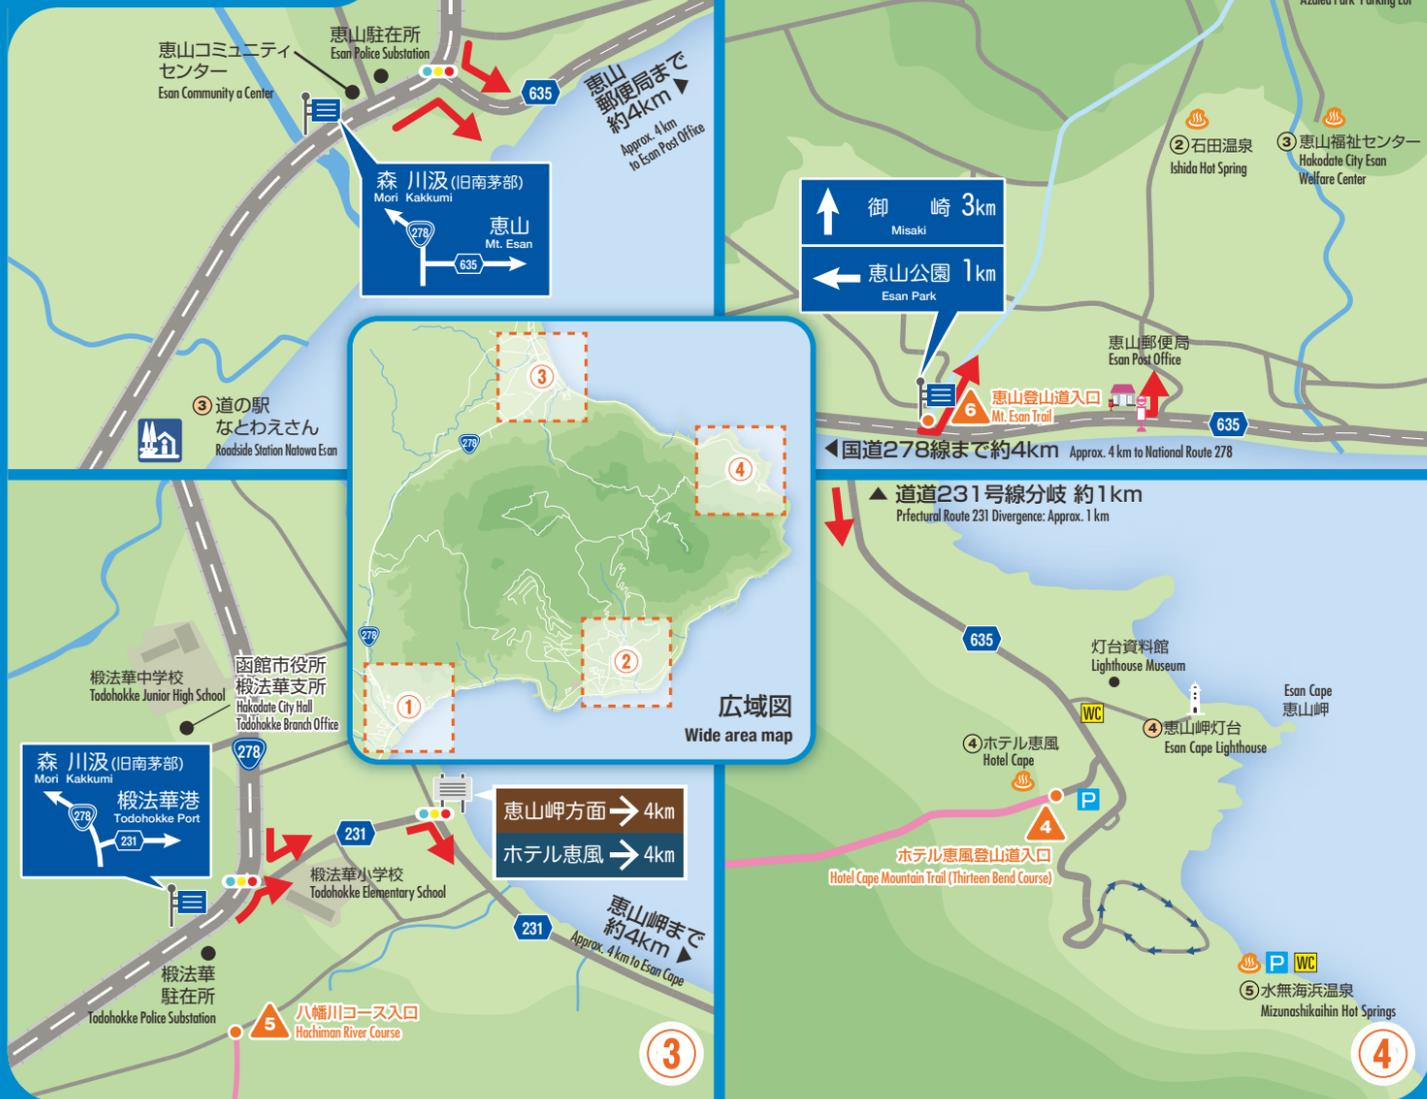 恵山コミュニティ
センター
Esan Community a Center
恵山駐在所
Esan Police Substation
635
恵山
郵便局まで
約4km ▶
Approx. 4 km
to Esan Post Office
森 川汲(旧南茅部)
Mori Kakkumi
278
恵山
Mt. Esan
635
③ 道の駅
なとわえさん
Roadside Station Natowa Esan
② 石田温泉
Ishida Hot Spring
③ 恵山福祉センター
Hakodate City Esan
Welfare Center
御 崎 3km
Misaki
恵山公園 1km
Esan Park
恵山郵便局
Esan Post Office
6
恵山登山道入口
Mt. Esan Trail
635
◀国道278線まで約4km Approx. 4 km to National Route 278
③
278
④
278
②
①
広域図
Wide area map
椴法華中学校
Todohokke Junior High School
函館市役所
椴法華支所
Hakodate City Hall
Todohokke Branch Office
278
森 川汲(旧南茅部)
Mori Kakkumi
278
椴法華港
Todohokke Port
231
231
恵山岬方面 → 4km
ホテル恵風 → 4km
椴法華小学校
Todohokke Elementary School
231
恵山岬まで
約4km ▶
Approx. 4 km to Esan Cape
椴法華
駐在所
Todohokke Police Substation
5
八幡川コース入口
Hachiman River Course
③
▲ 道道231号線分岐 約1km
Prfectural Route 231 Divergence: Approx. 1 km
635
灯台資料館
Lighthouse Museum
WC
Esan Cape
恵山岬
④恵山岬灯台
Esan Cape Lighthouse
④ホテル恵風
Hotel Cape
P
4
ホテル恵風登山道入口
Hotel Cape Mountain Trail (Thirteen Bend Course)
P WC
⑤水無海浜温泉
Mizunashikaihin Hot Springs
④